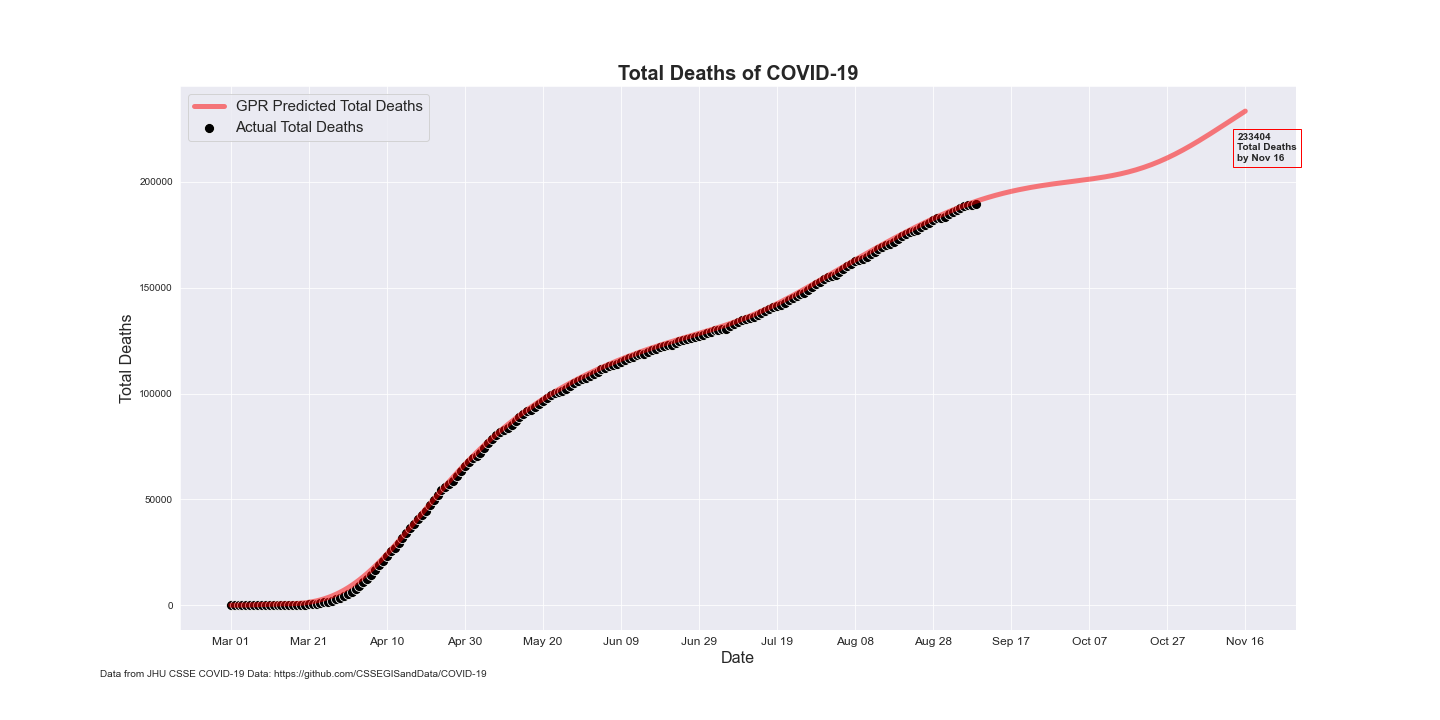 Total Deaths of COVID-19
GPR Predicted Total Deaths
Actual Total Deaths
233404
Total Deaths
by Nov 16
Total Deaths
200000
150000
100000
50000
0
Mar 01 Mar 21 Apr 10 Apr 30 May 20 Jun 09 Jun 29 Jul 19 Aug 08 Aug 28 Sep 17 Oct 07 Oct 27 Nov 16
Date
Data from JHU CSSE COVID-19 Data: https://github.com/CSSEGISandData/COVID-19